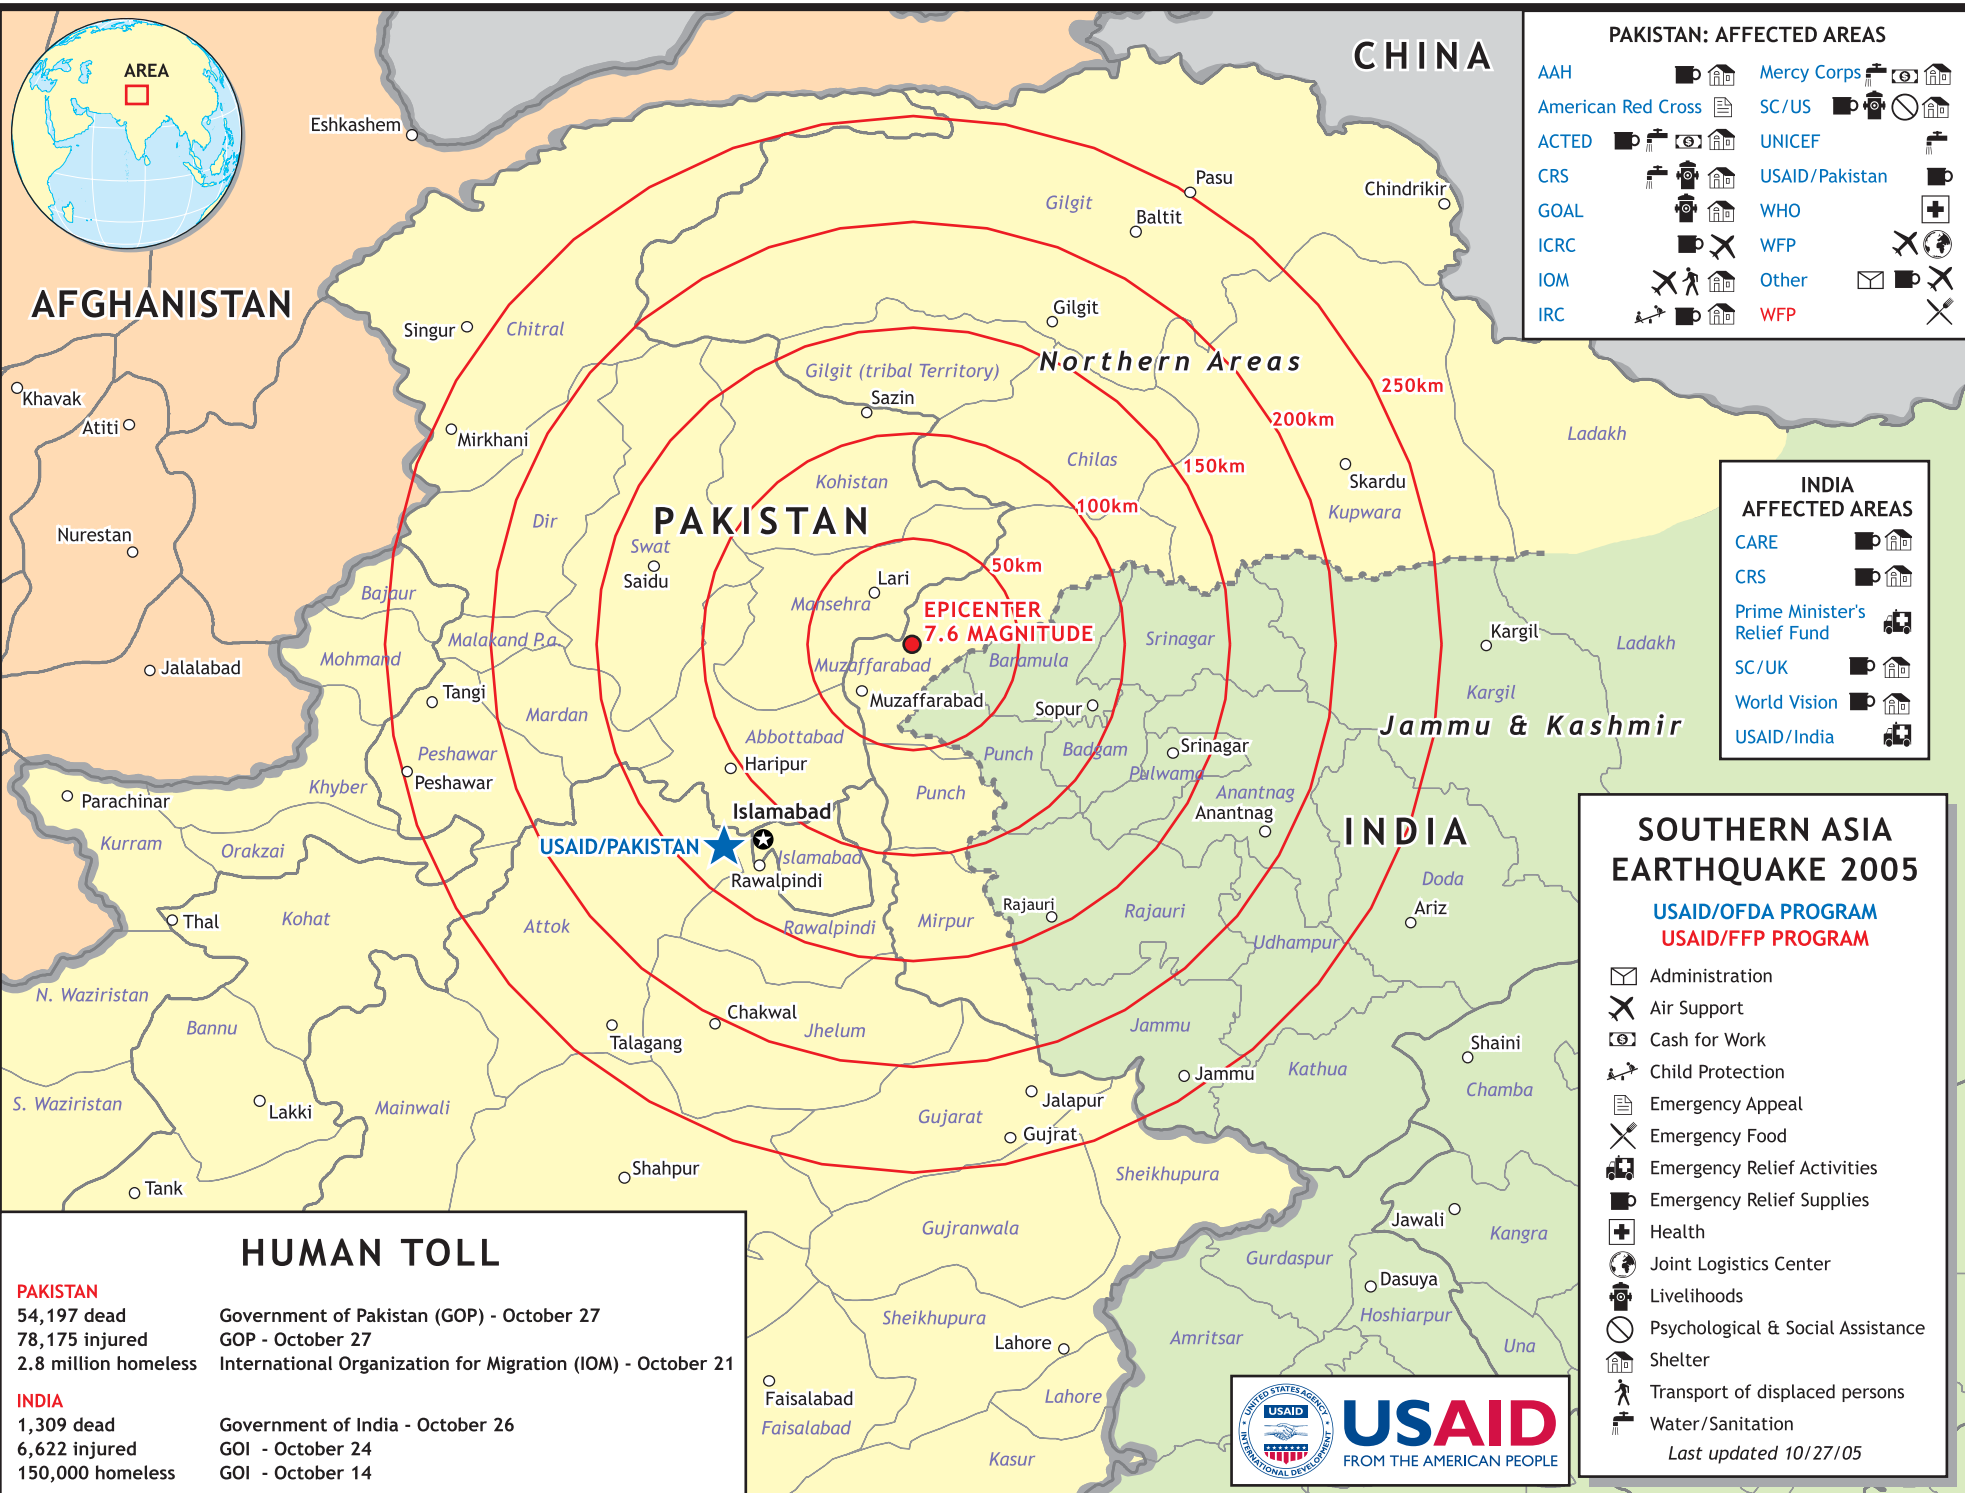 AREA
CHINA
AFGHANISTAN
PAKISTAN
INDIA
Northern Areas
Jammu & Kashmir
Eshkashem
Pasu
Baltit
Chindrikir
Gilgit
Gilgit
Singur
Chitral
Gilgit (tribal Territory)
Sazin
Khavak
Atiti
Mirkhani
Chilas
Ladakh
Skardu
Kupwara
Kohistan
Dir
Swat
Saidu
Nurestan
Lari
Mansehra
Bajaur
Malakand P.a.
Mohmand
Jalalabad
Tangi
Mardan
Muzaffarabad
Muzaffarabad
Baramula
Srinagar
Kargil
Ladakh
Kargil
Sopur
Abbottabad
Haripur
Punch
Badgam
Srinagar
Pulwama
Peshawar
Peshawar
Khyber
Parachinar
Kurram
Orakzai
Punch
Anantnag
Anantnag
Islamabad
USAID/PAKISTAN
Islamabad
Rawalpindi
Doda
Ariz
Thal
Kohat
Attok
Rawalpindi
Mirpur
Rajauri
Rajauri
Udhampur
N. Waziristan
Bannu
Chakwal
Jhelum
Talagang
Jammu
Jammu
Kathua
Shaini
Chamba
S. Waziristan
Lakki
Mainwali
Jalapur
Gujarat
Gujrat
Shahpur
Sheikhupura
Tank
Gujranwala
Jawali
Kangra
Gurdaspur
Dasuya
Hoshiarpur
Sheikhupura
Lahore
Amritsar
Una
Faisalabad
Faisalabad
Lahore
Kasur
50km
100km
150km
200km
250km
EPICENTER
7.6 MAGNITUDE
PAKISTAN: AFFECTED AREAS
AAH
American Red Cross
ACTED
CRS
GOAL
ICRC
IOM
IRC
Mercy Corps
SC/US
UNICEF
USAID/Pakistan
WHO
WFP
Other
WFP
INDIA
AFFECTED AREAS
CARE
CRS
Prime Minister's
Relief Fund
SC/UK
World Vision
USAID/India
SOUTHERN ASIA
EARTHQUAKE 2005
USAID/OFDA PROGRAM
USAID/FFP PROGRAM
Administration
Air Support
Cash for Work
Child Protection
Emergency Appeal
Emergency Food
Emergency Relief Activities
Emergency Relief Supplies
Health
Joint Logistics Center
Livelihoods
Psychological & Social Assistance
Shelter
Transport of displaced persons
Water/Sanitation
Last updated 10/27/05
HUMAN TOLL
PAKISTAN
54,197 dead Government of Pakistan (GOP) - October 27
78,175 injured GOP - October 27
2.8 million homeless International Organization for Migration (IOM) - October 21
INDIA
1,309 dead Government of India - October 26
6,622 injured GOI - October 24
150,000 homeless GOI - October 14
UNITED STATES AGENCY
USAID
INTERNATIONAL DEVELOPMENT
USAID
FROM THE AMERICAN PEOPLE